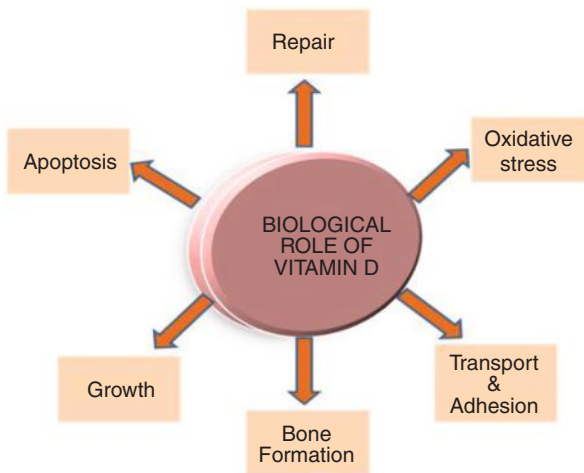 Repair
Apoptosis
Oxidative
stress
BIOLOGICAL
ROLE OF
VITAMIN D
Growth
Bone
Formation
Transport
&
Adhesion